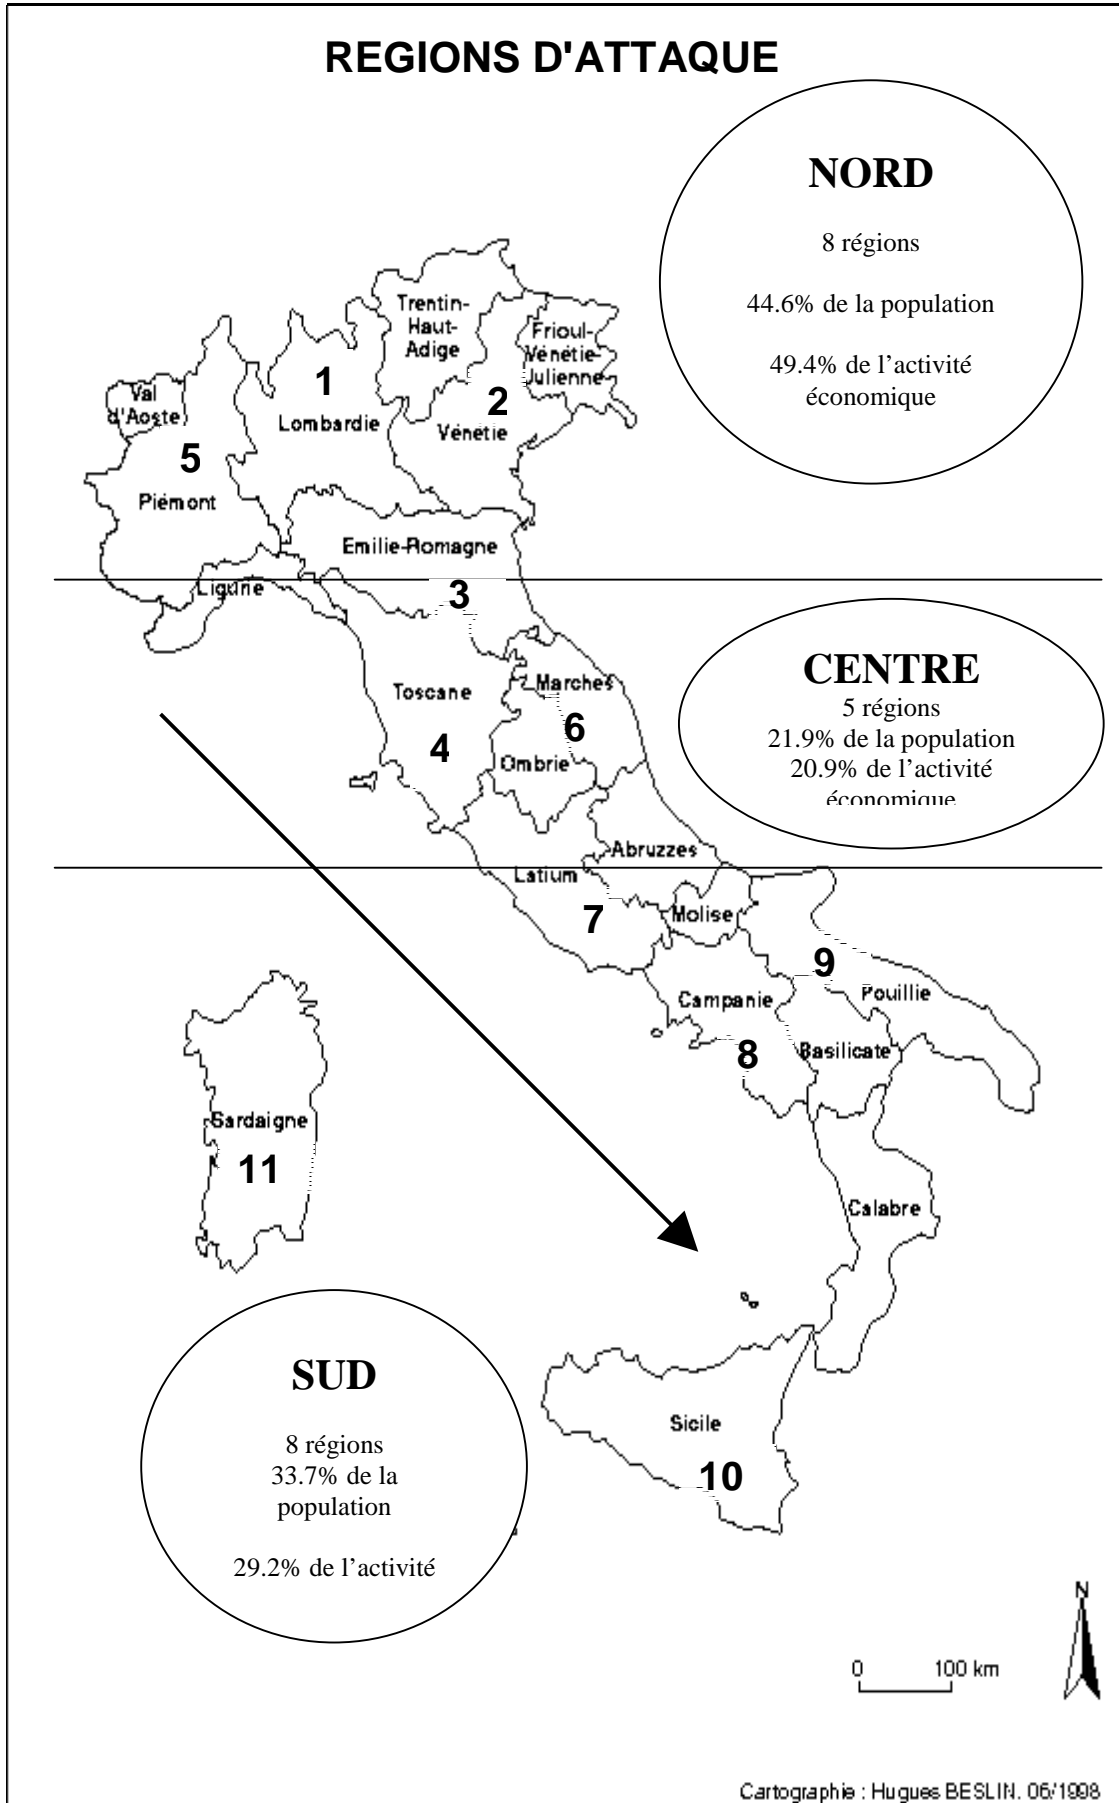 REGIONS D'ATTAQUE
NORD
8 régions
44.6% de la population
49.4% de l’activité
économique
Trentin-
Haut-
Adige
Frioul-
Vénétie-
Julienne
1
Lombardie
2
Vénétie
Val
d'Aoste
5
Piémont
Emilie-Romagne
Ligurie
3
CENTRE
5 régions
21.9% de la population
20.9% de l’activité
économique
Toscane
4
Marches
6
Ombrie
Abruzzes
Latium
7
Molise
9
Pouillie
Campanie
8
Basilicate
Sardaigne
11
Calabre
SUD
8 régions
33.7% de la
population
29.2% de l’activité
Sicile
10
N
0 100 km
Cartographie : Hugues BESLIN. 06/1998